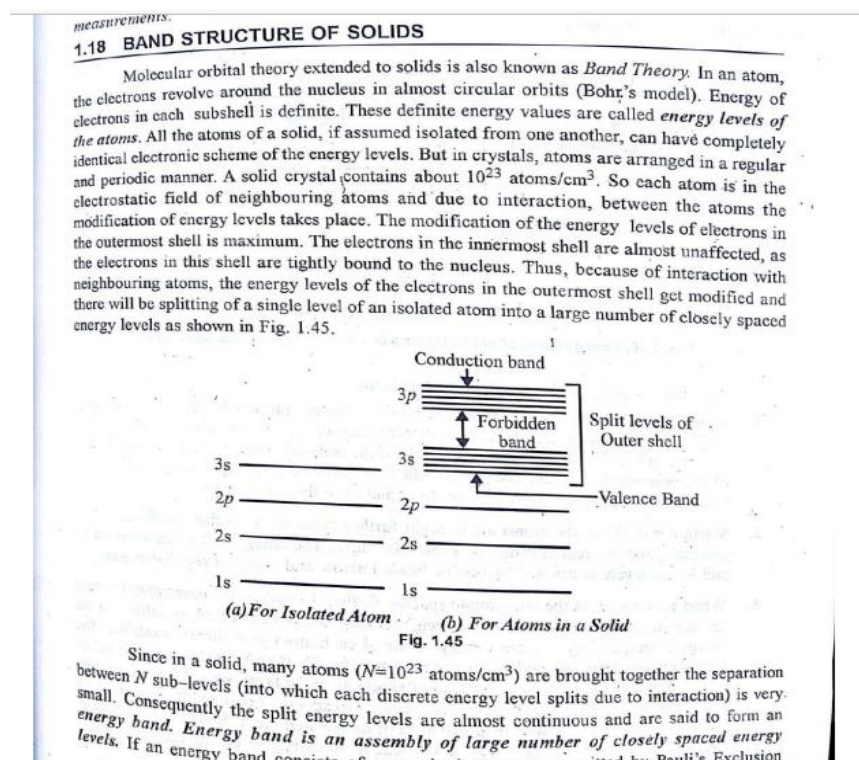 measurements.
1.18 BAND STRUCTURE OF SOLIDS
Molecular orbital theory extended to solids is also known as Band Theory. In an atom,
the electrons revolve around the nucleus in almost circular orbits (Bohr's model). Energy of
electrons in each subshell is definite. These definite energy values are called energy levels of
the atoms. All the atoms of a solid, if assumed isolated from one another, can have completely
identical electronic scheme of the energy levels. But in crystals, atoms are arranged in a regular
and periodic manner. A solid crystal contains about 10²³ atoms/cm³. So each atom is in the
electrostatic field of neighbouring atoms and due to interaction, between the atoms the
modification of energy levels takes place. The modification of the energy levels of electrons in
the outermost shell is maximum. The electrons in the innermost shell are almost unaffected, as
the electrons in this shell are tightly bound to the nucleus. Thus, because of interaction with
neighbouring atoms, the energy levels of the electrons in the outermost shell get modified and
there will be splitting of a single level of an isolated atom into a large number of closely spaced
energy levels as shown in Fig. 1.45.
Conduction band
3p
Forbidden
band
Split levels of
Outer shell
3s
3s
Valence Band
2p
2p
2s
2s
1s
1s
(a) For Isolated Atom
(b) For Atoms in a Solid
Fig. 1.45
Since in a solid, many atoms (N=10²³ atoms/cm³) are brought together the separation
between N sub–levels (into which each discrete energy level splits due to interaction) is very
small. Consequently the split energy levels are almost continuous and are said to form an
energy band. Energy band is an assembly of large number of closely spaced energy
levels. If an energy band by Pauli's Exclusion